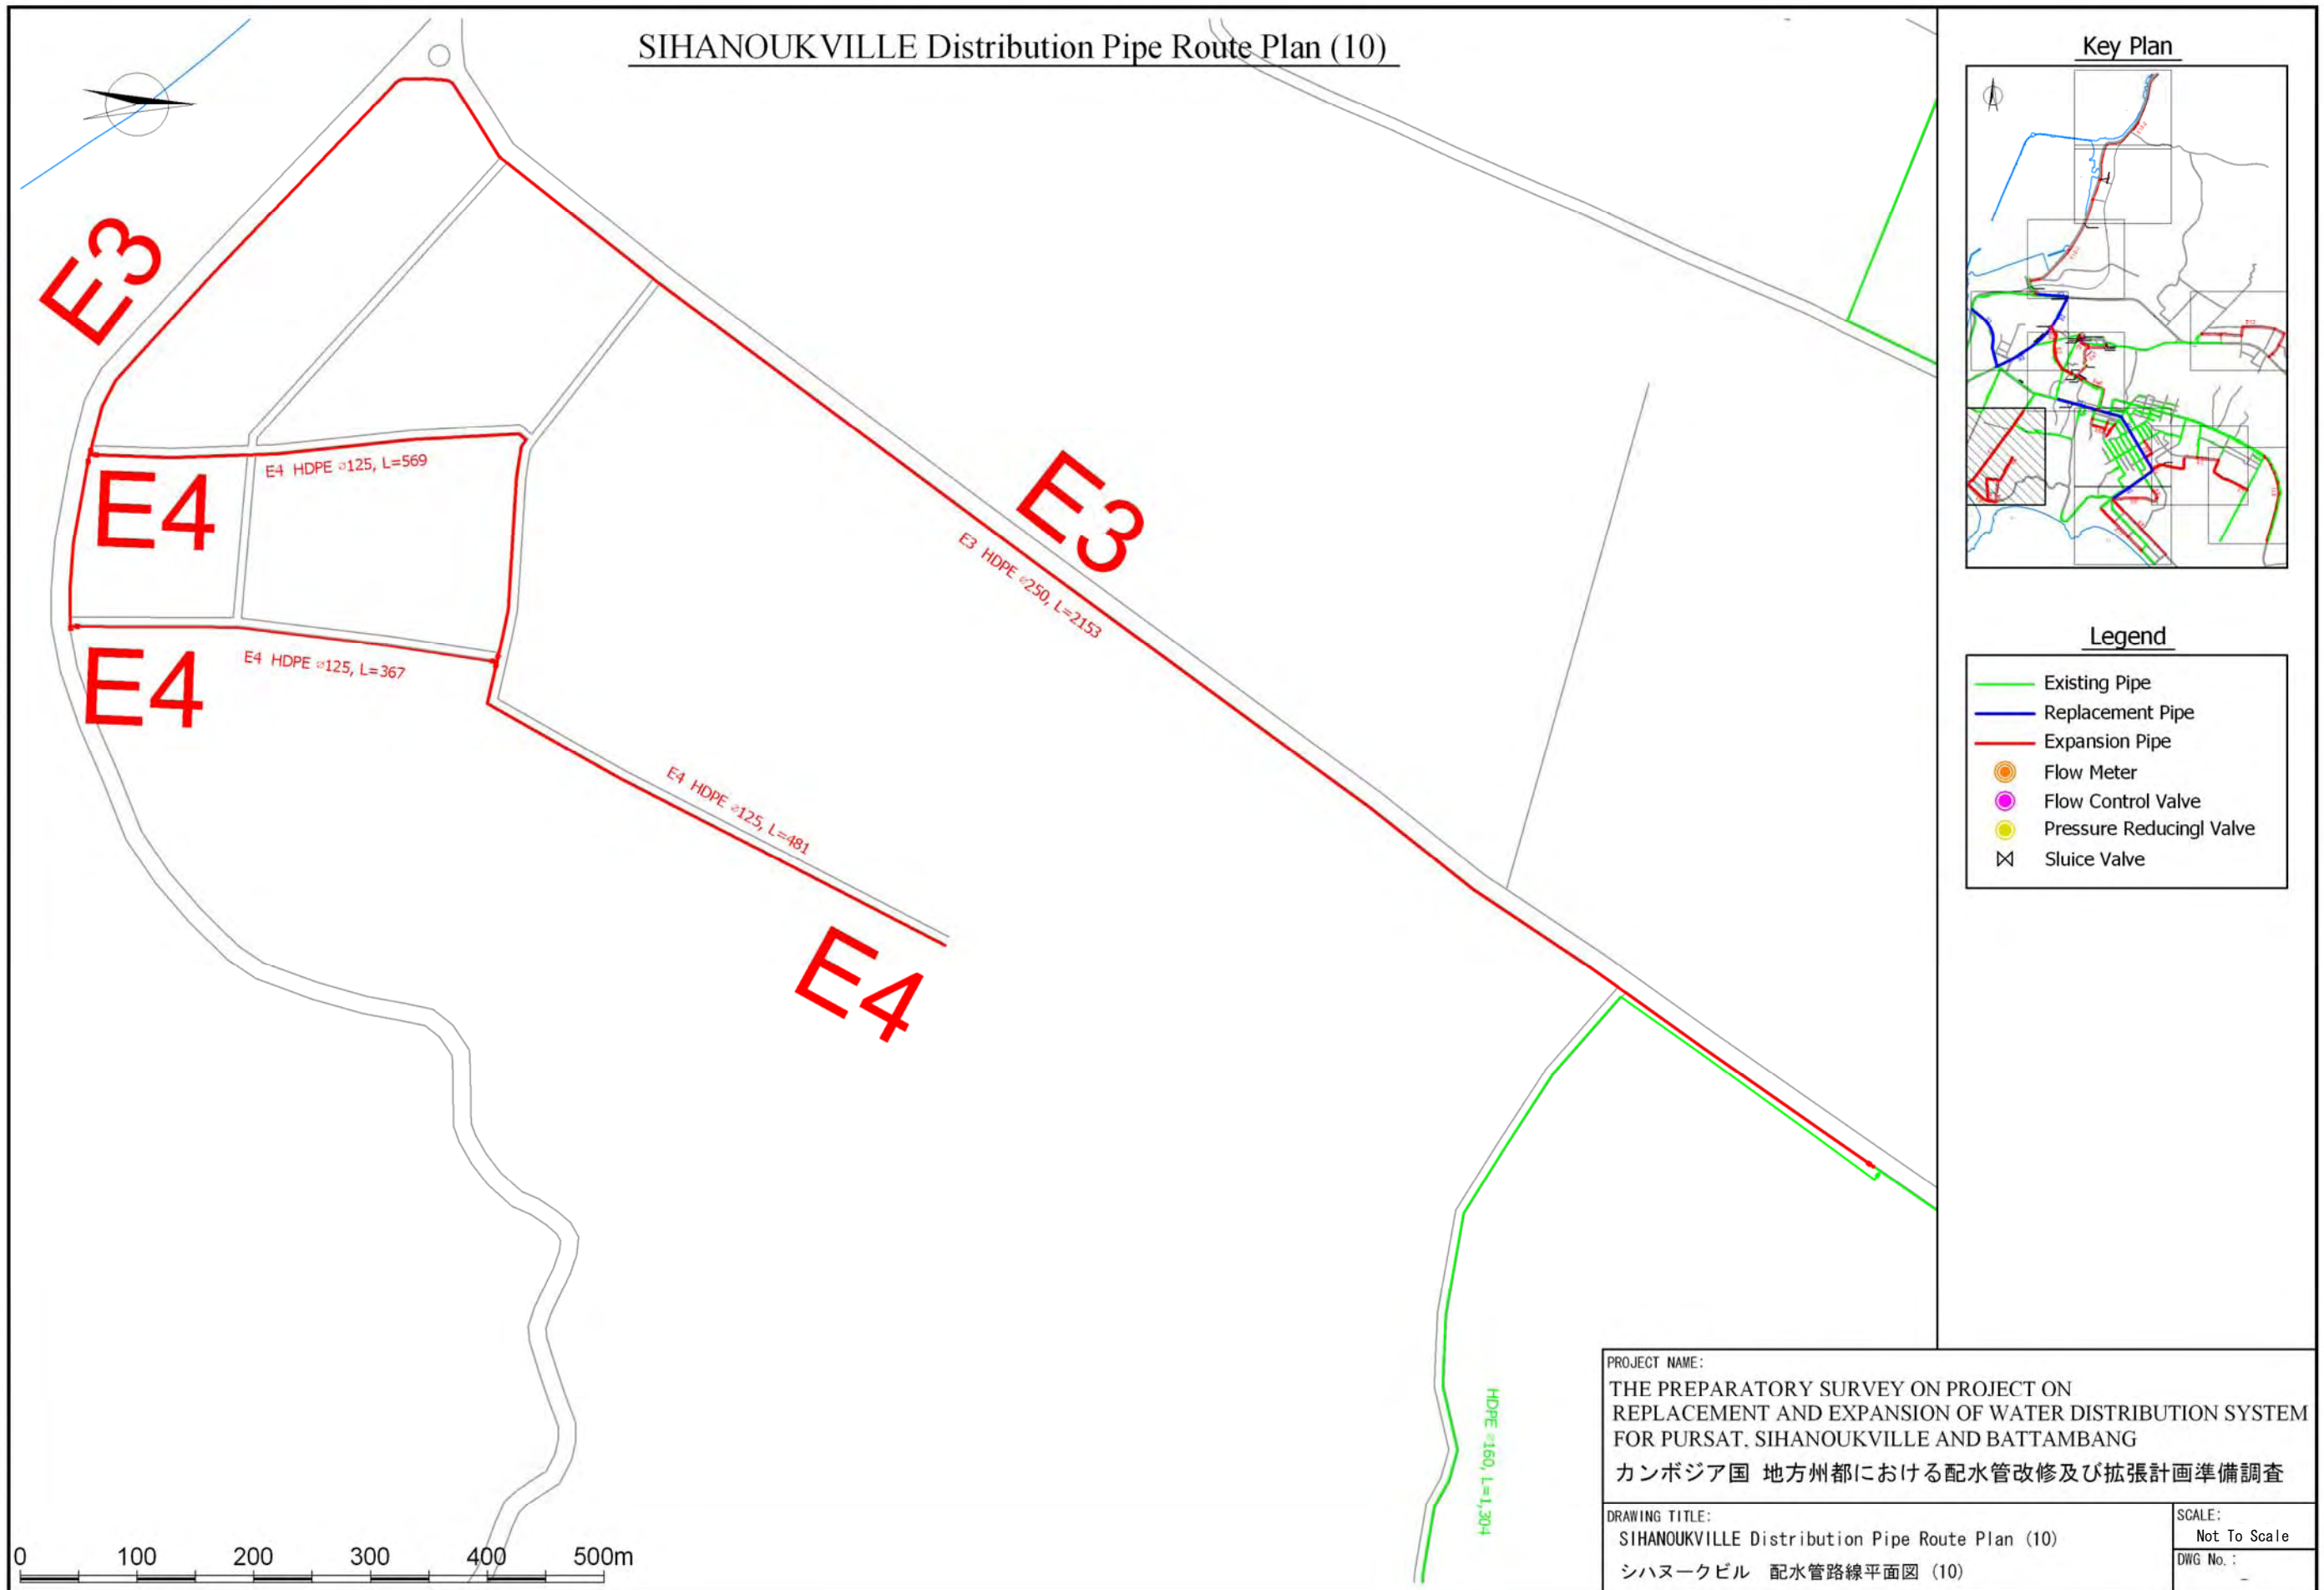 SIHANOUKVILLE Distribution Pipe Route Plan (10)
E3
E4 HDPE ⌀125, L=569
E4
E4 HDPE ⌀125, L=367
E4
E3
E3 HDPE ⌀250, L=2153
E4 HDPE ⌀125, L=481
E4
HDPE ⌀160, L=1,304
0 100 200 300 400 500m
Key Plan
Legend
Existing Pipe
Replacement Pipe
Expansion Pipe
Flow Meter
Flow Control Valve
Pressure Reducingl Valve
Sluice Valve
PROJECT NAME:
THE PREPARATORY SURVEY ON PROJECT ON
REPLACEMENT AND EXPANSION OF WATER DISTRIBUTION SYSTEM
FOR PURSAT, SIHANOUKVILLE AND BATTAMBANG
カンボジア国 地方州都における配水管改修及び拡張計画準備調査
DRAWING TITLE:
SIHANOUKVILLE Distribution Pipe Route Plan (10)
シハヌークビル 配水管路線平面図 (10)
SCALE:
Not To Scale
DWG No.:
–